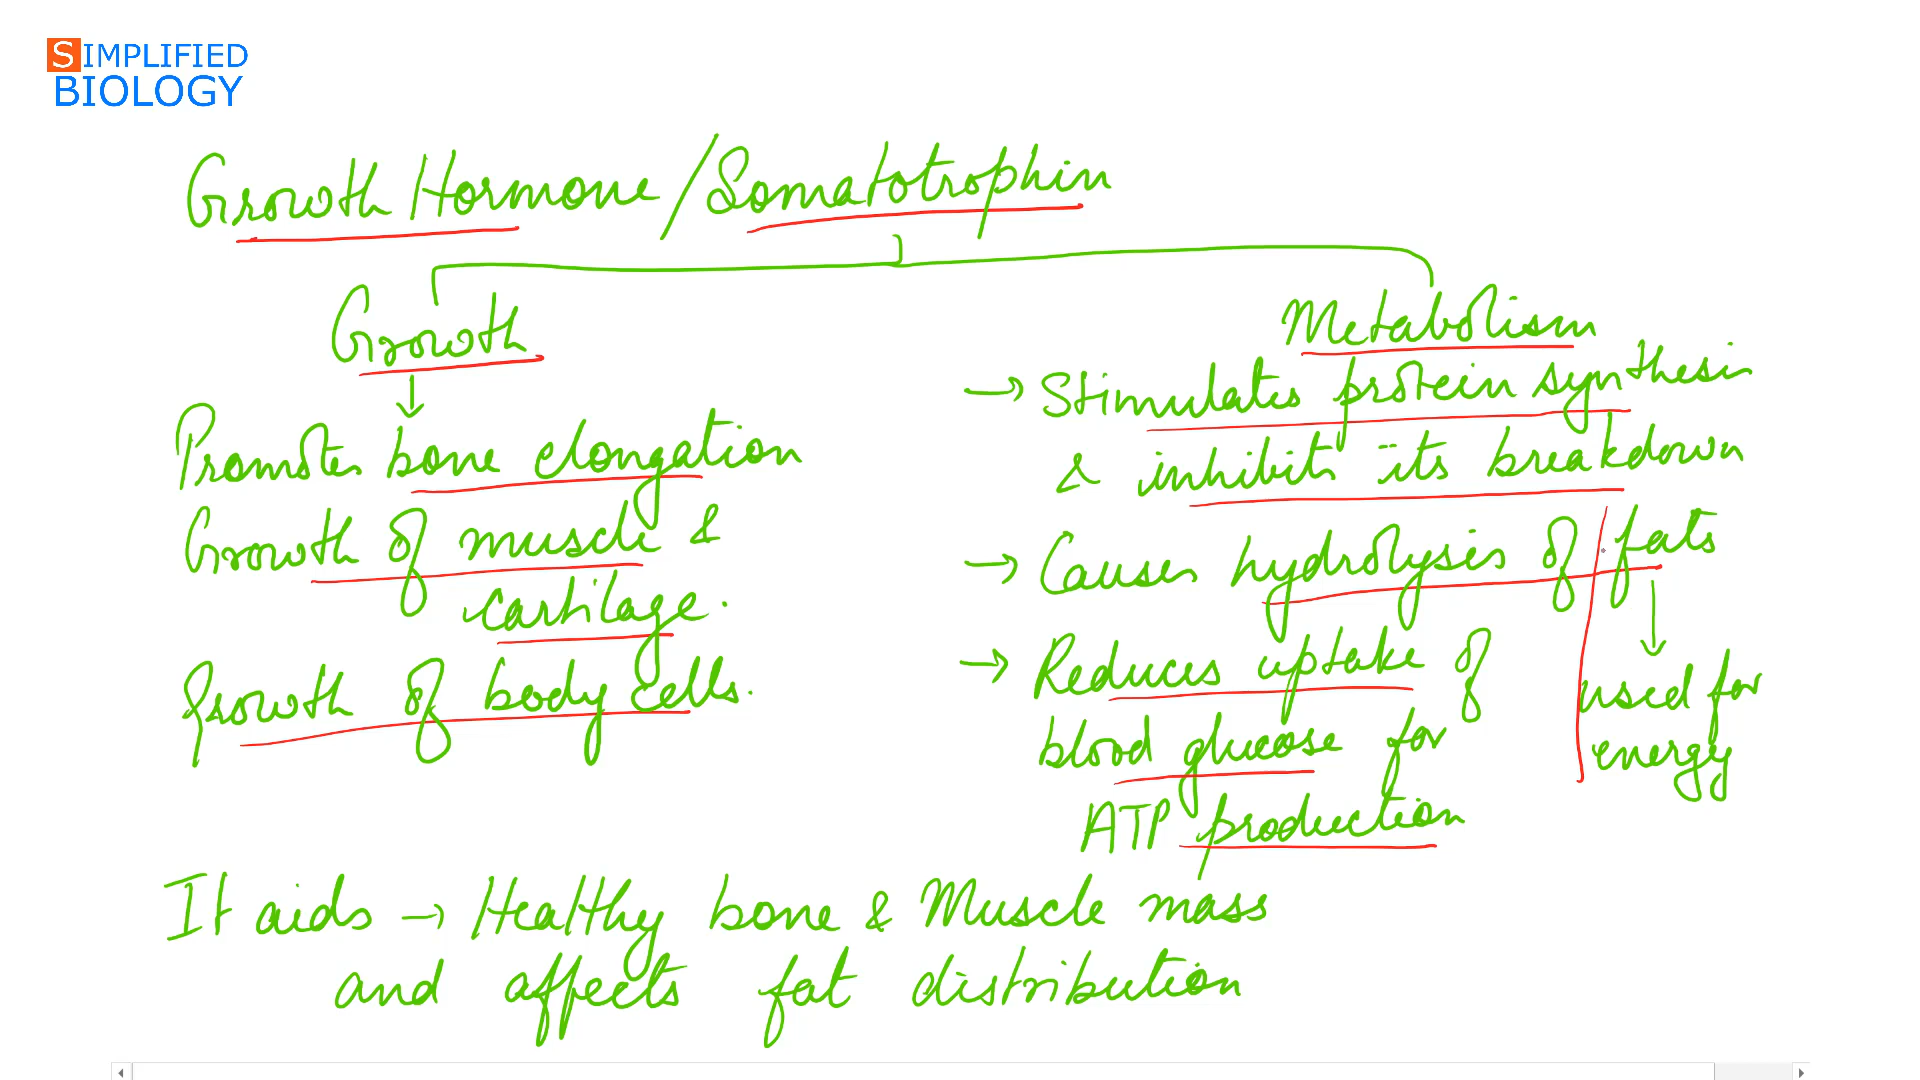 SIMPLIFIED
BIOLOGY
Growth Hormone/Somatotrophin
Growth
Promotes bone elongation
Growth of muscle &
cartilage.
Growth of body cells.
Metabolism
→ Stimulates protein synthesis
& inhibits its breakdown
→ Causes hydrolysis of fats
↓
used for
energy
→ Reduces uptake of
blood glucose for
ATP production
It aids → Healthy bone & Muscle mass
and affects fat distribution